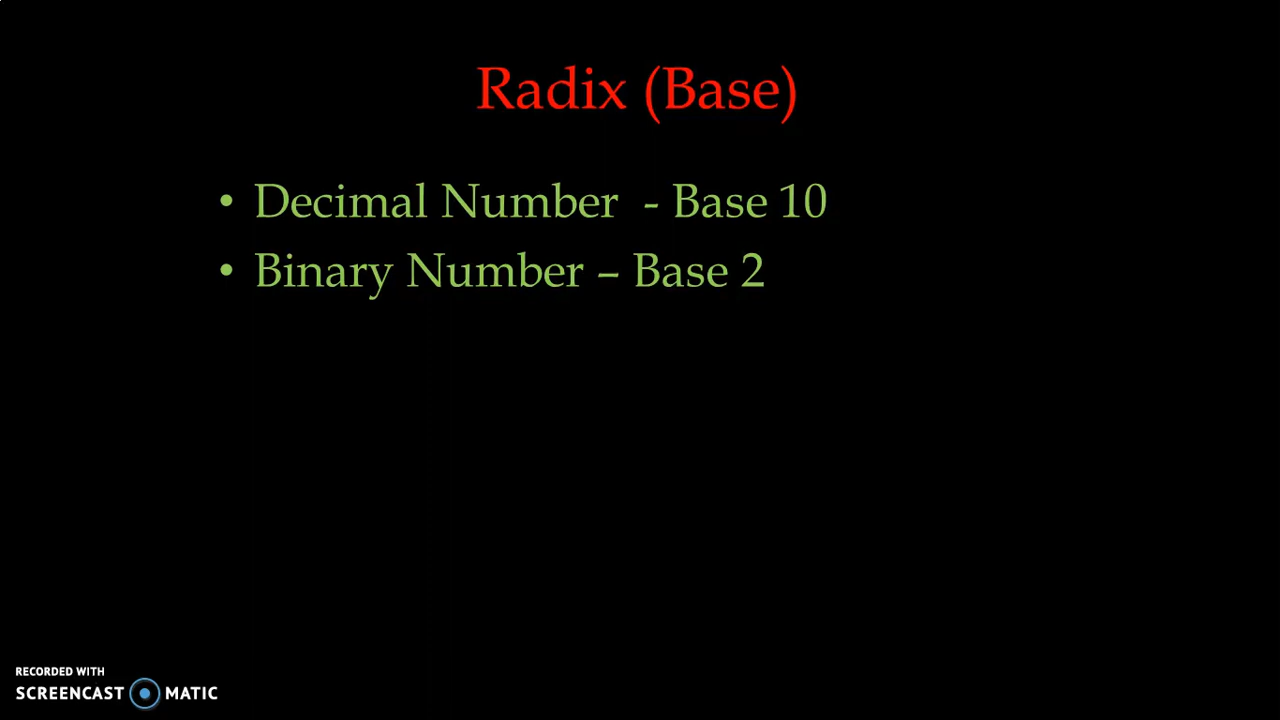 Radix (Base)
• Decimal Number - Base 10
• Binary Number – Base 2
RECORDED WITH
SCREENCAST MATIC